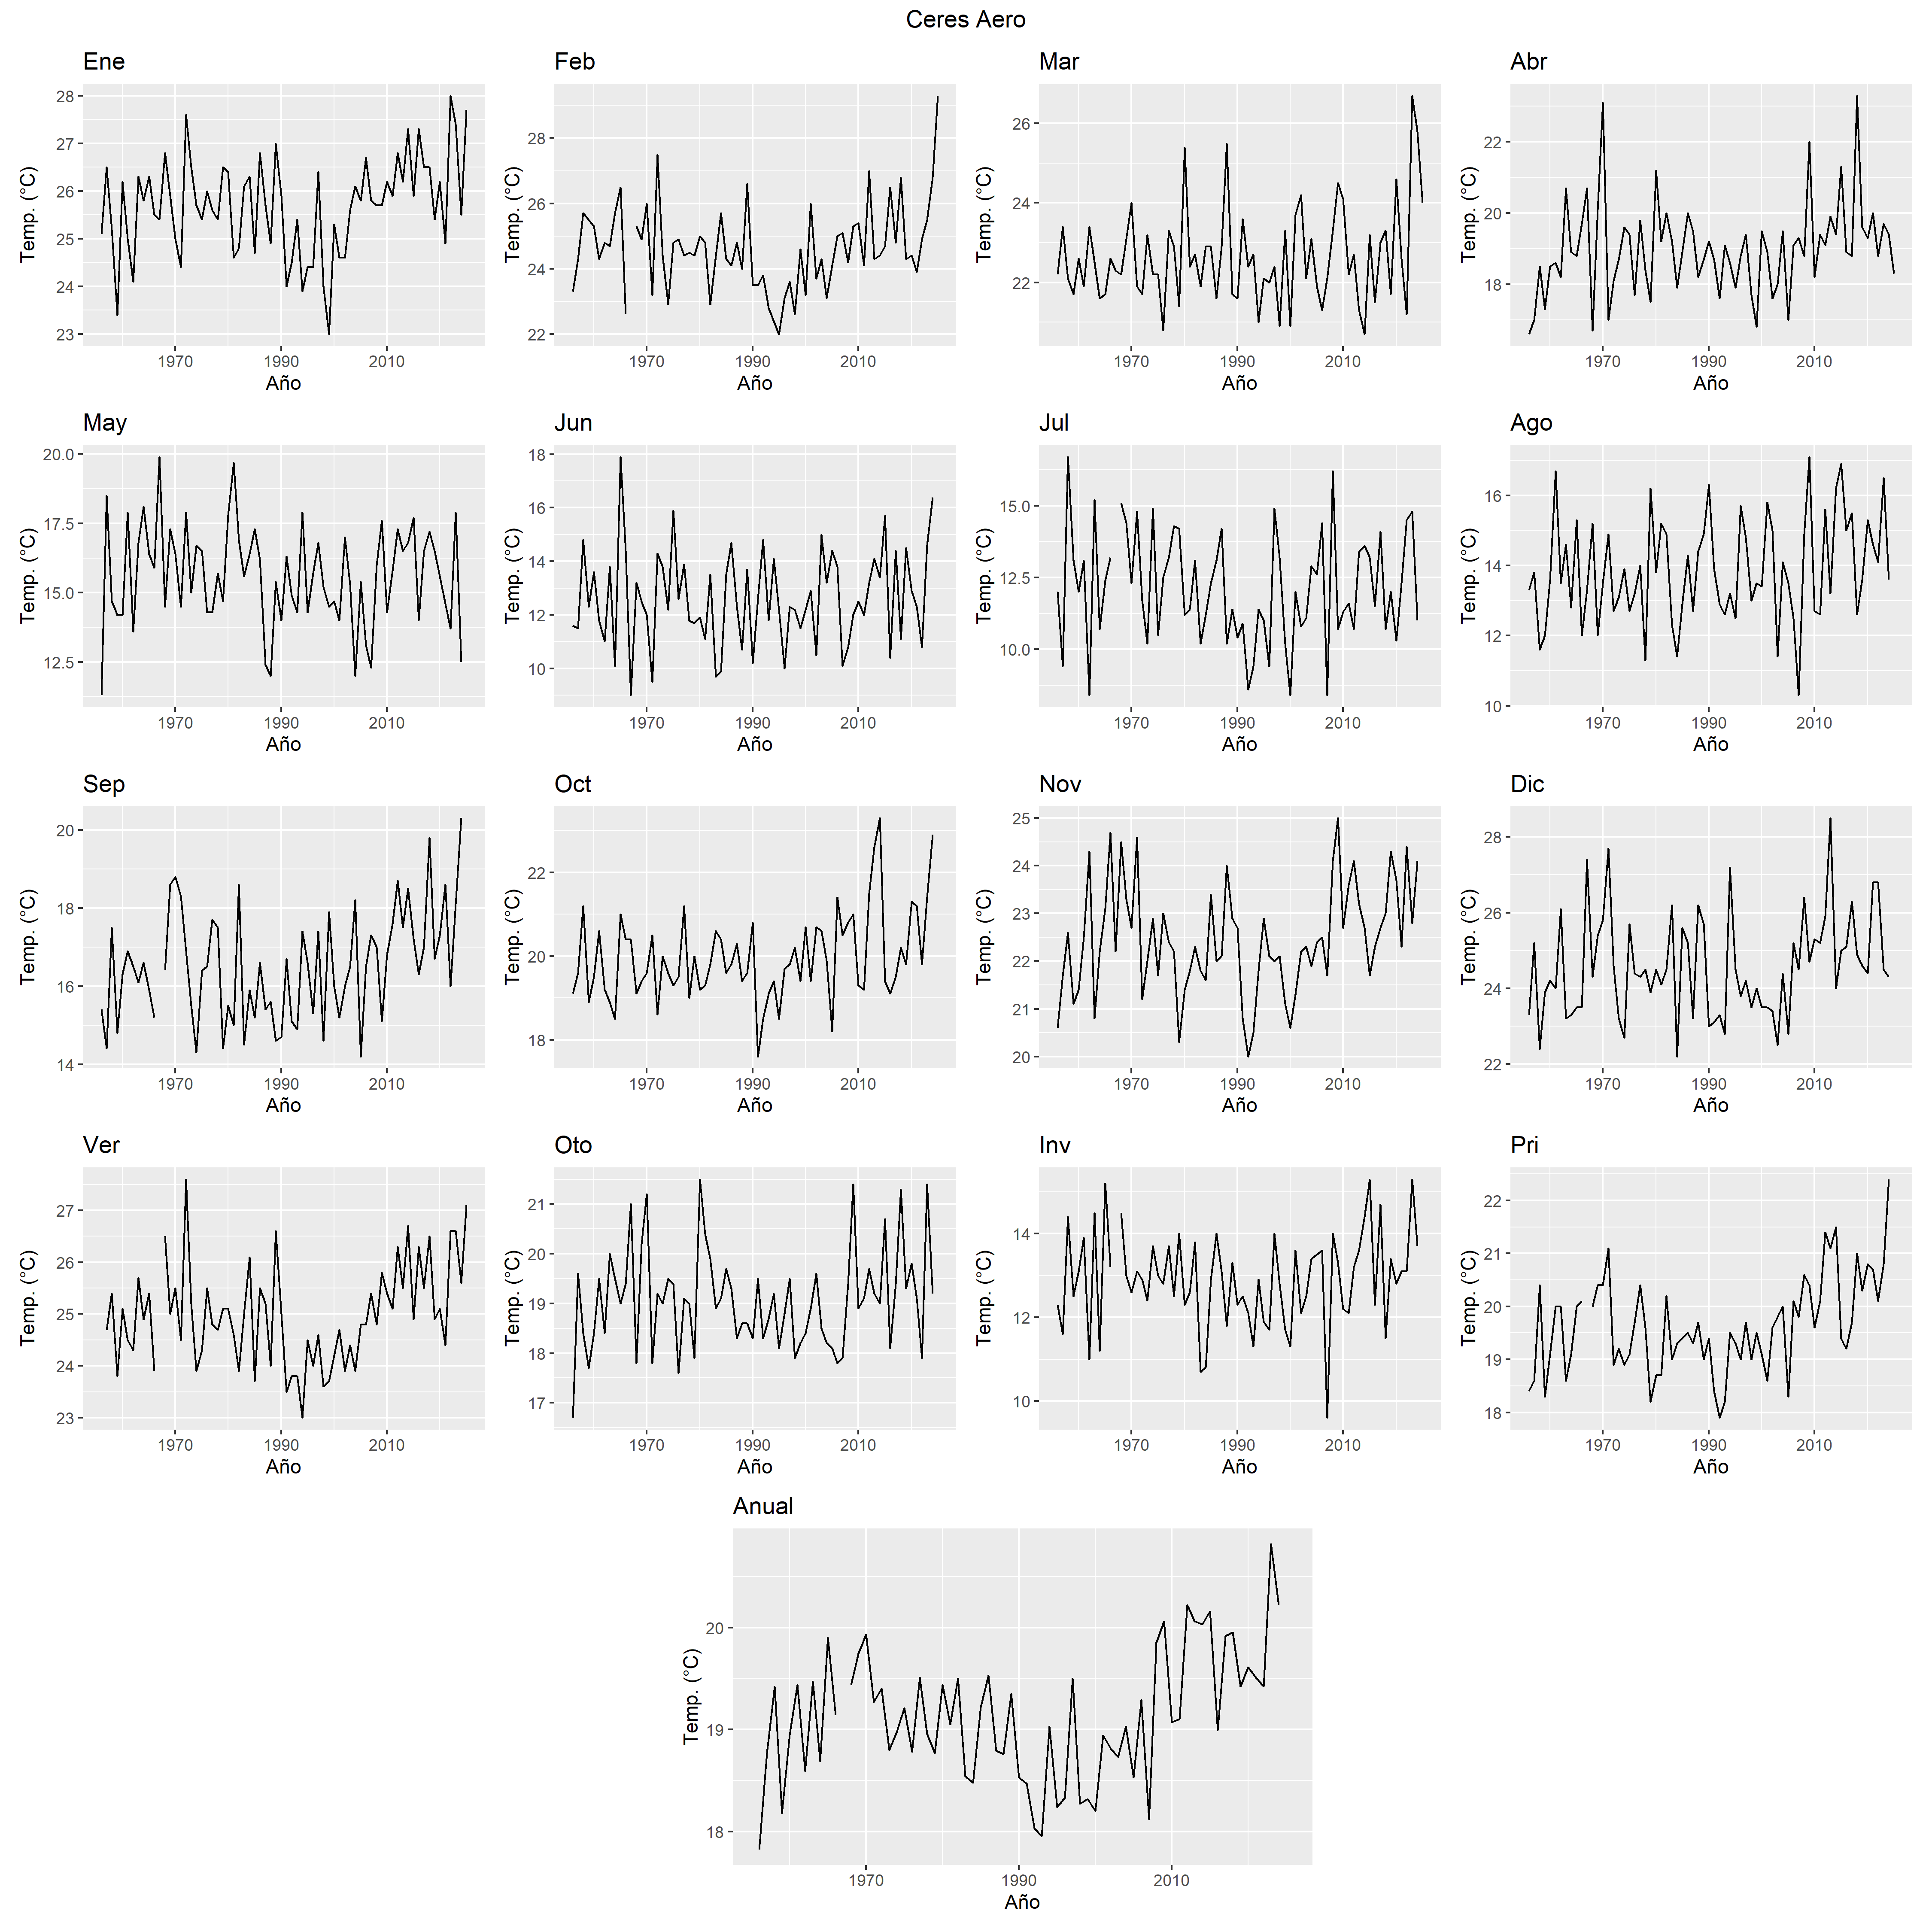 Ceres Aero
Ene
Feb
Mar
Abr
28
27
26
25
24
23
Temp. (°C)
1970
1990
2010
Año
28
26
24
22
Temp. (°C)
1970
1990
2010
Año
26
24
22
Temp. (°C)
1970
1990
2010
Año
22
20
18
Temp. (°C)
1970
1990
2010
Año
May
Jun
Jul
Ago
20.0
17.5
15.0
12.5
Temp. (°C)
1970
1990
2010
Año
18
16
14
12
10
Temp. (°C)
1970
1990
2010
Año
15.0
12.5
10.0
Temp. (°C)
1970
1990
2010
Año
16
14
12
10
Temp. (°C)
1970
1990
2010
Año
Sep
Oct
Nov
Dic
20
18
16
14
Temp. (°C)
1970
1990
2010
Año
22
20
18
Temp. (°C)
1970
1990
2010
Año
25
24
23
22
21
20
Temp. (°C)
1970
1990
2010
Año
28
26
24
22
Temp. (°C)
1970
1990
2010
Año
Ver
Oto
Inv
Pri
27
26
25
24
23
Temp. (°C)
1970
1990
2010
Año
21
20
19
18
17
Temp. (°C)
1970
1990
2010
Año
14
12
10
Temp. (°C)
1970
1990
2010
Año
22
21
20
19
18
Temp. (°C)
1970
1990
2010
Año
Anual
20
19
18
Temp. (°C)
1970
1990
2010
Año